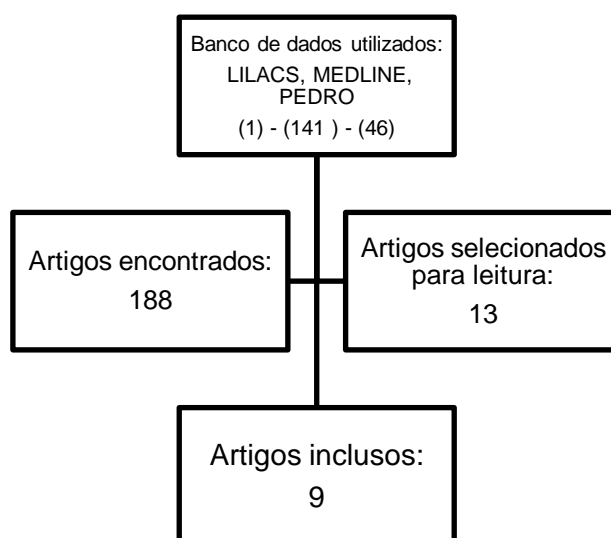 Banco de dados utilizados:
LILACS, MEDLINE,
PEDRO
(1) - (141 ) - (46)
Artigos encontrados:
188
Artigos selecionados
para leitura:
13
Artigos inclusos:
9